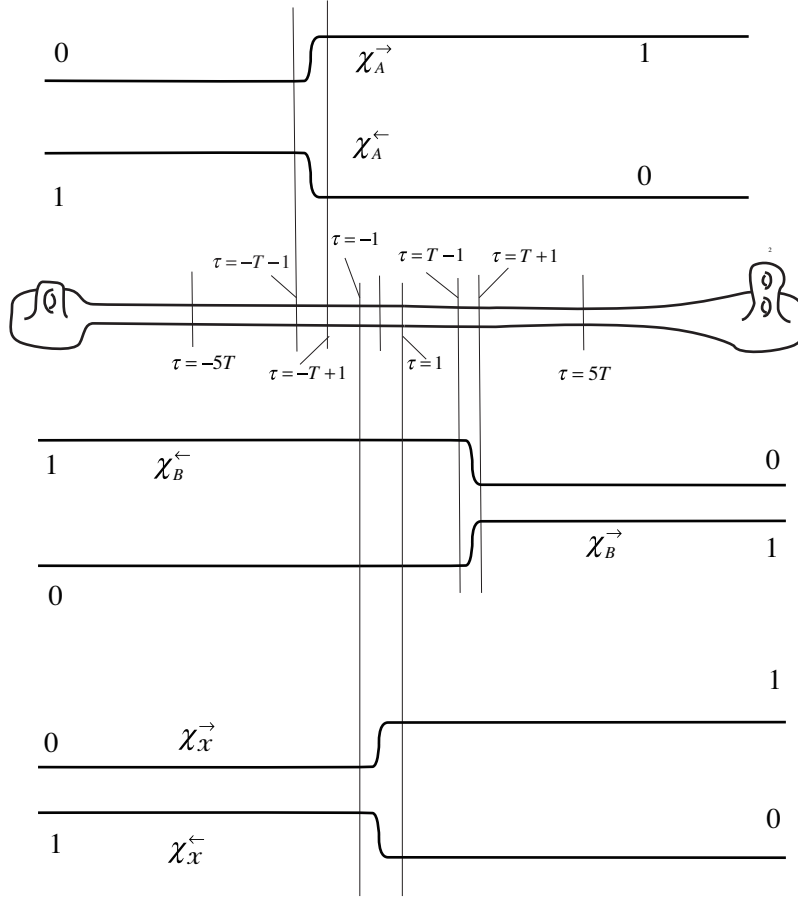 0
χ_A^→
1
χ_A^←
1
0
τ = −1
τ = −T −1
τ = T −1
τ = T +1
2
τ = −5T
τ = −T +1
τ = 1
τ = 5T
1
χ_B^←
0
χ_B^→
1
0
1
0
χ_x^→
0
1
χ_x^←